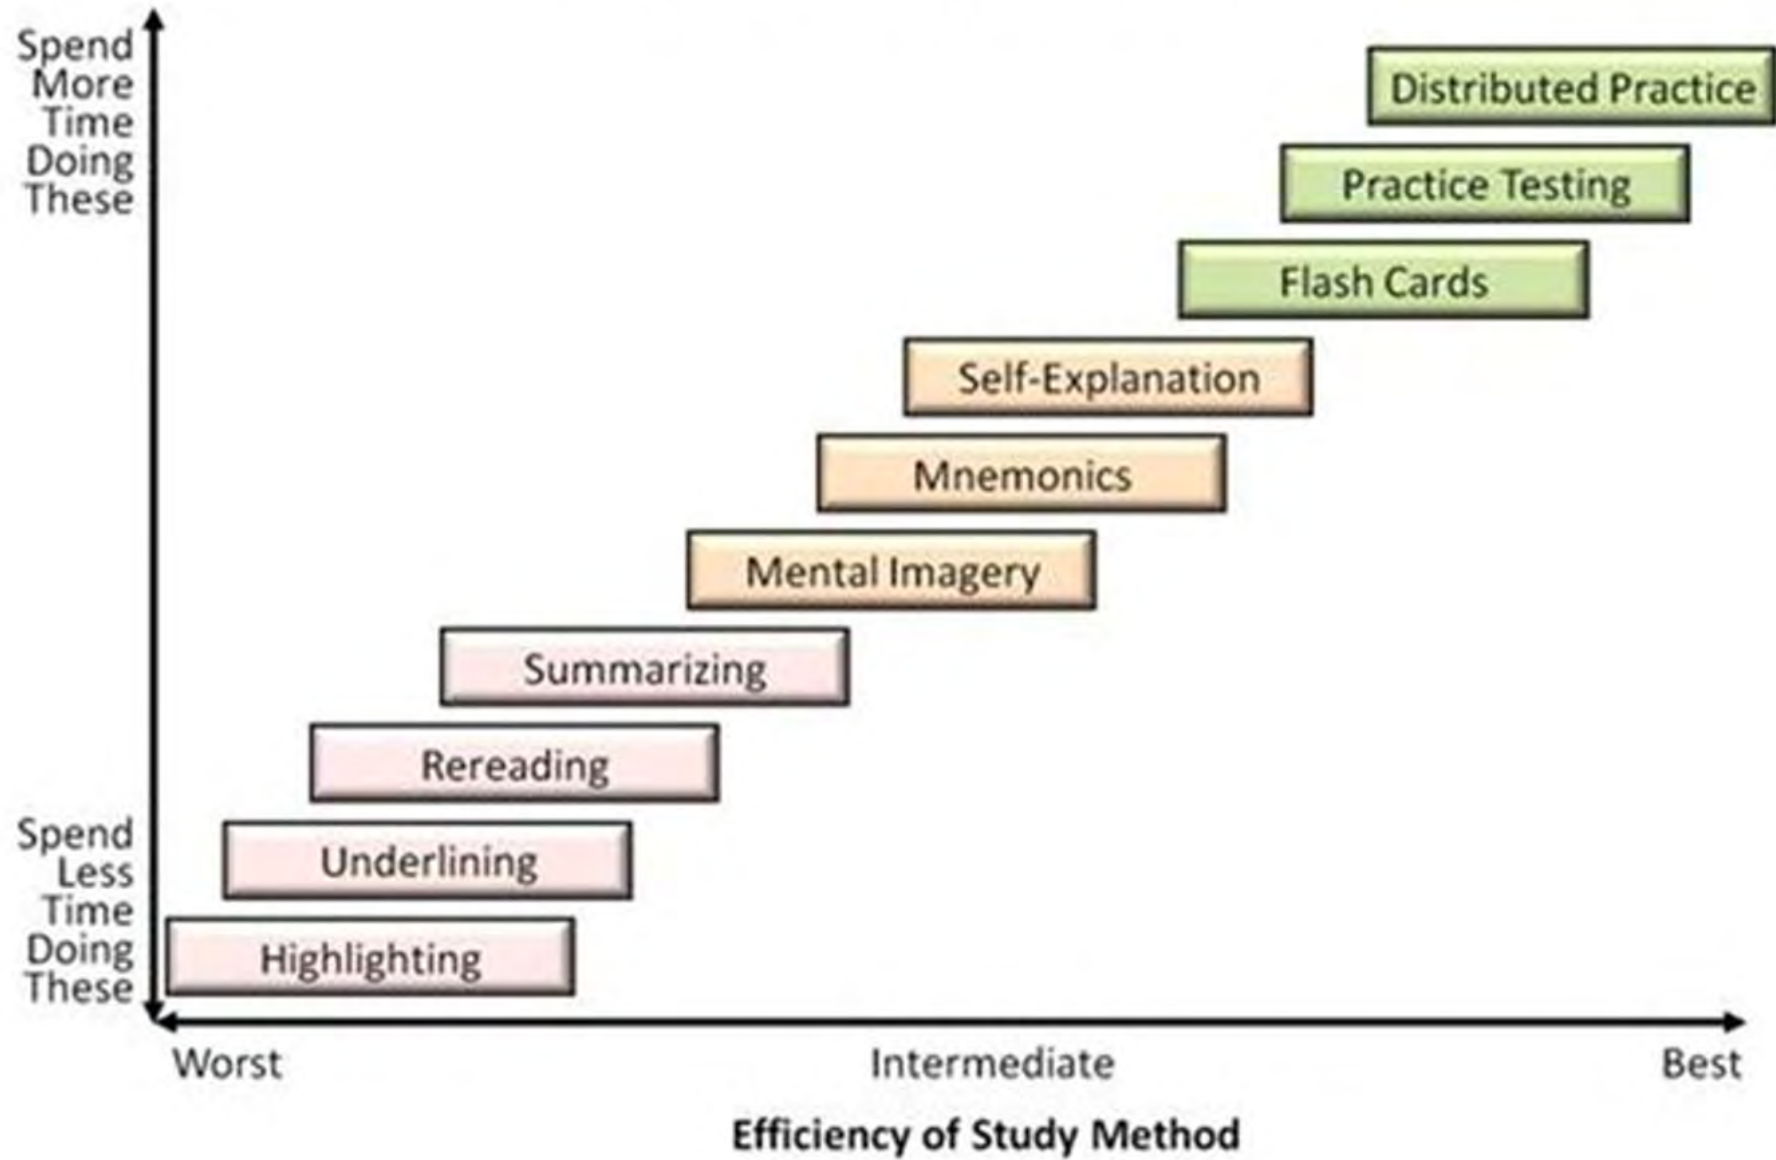 Spend
More
Time
Doing
These
Distributed Practice
Practice Testing
Flash Cards
Self-Explanation
Mnemonics
Mental Imagery
Summarizing
Rereading
Underlining
Highlighting
Spend
Less
Time
Doing
These
Worst
Intermediate
Best
Efficiency of Study Method